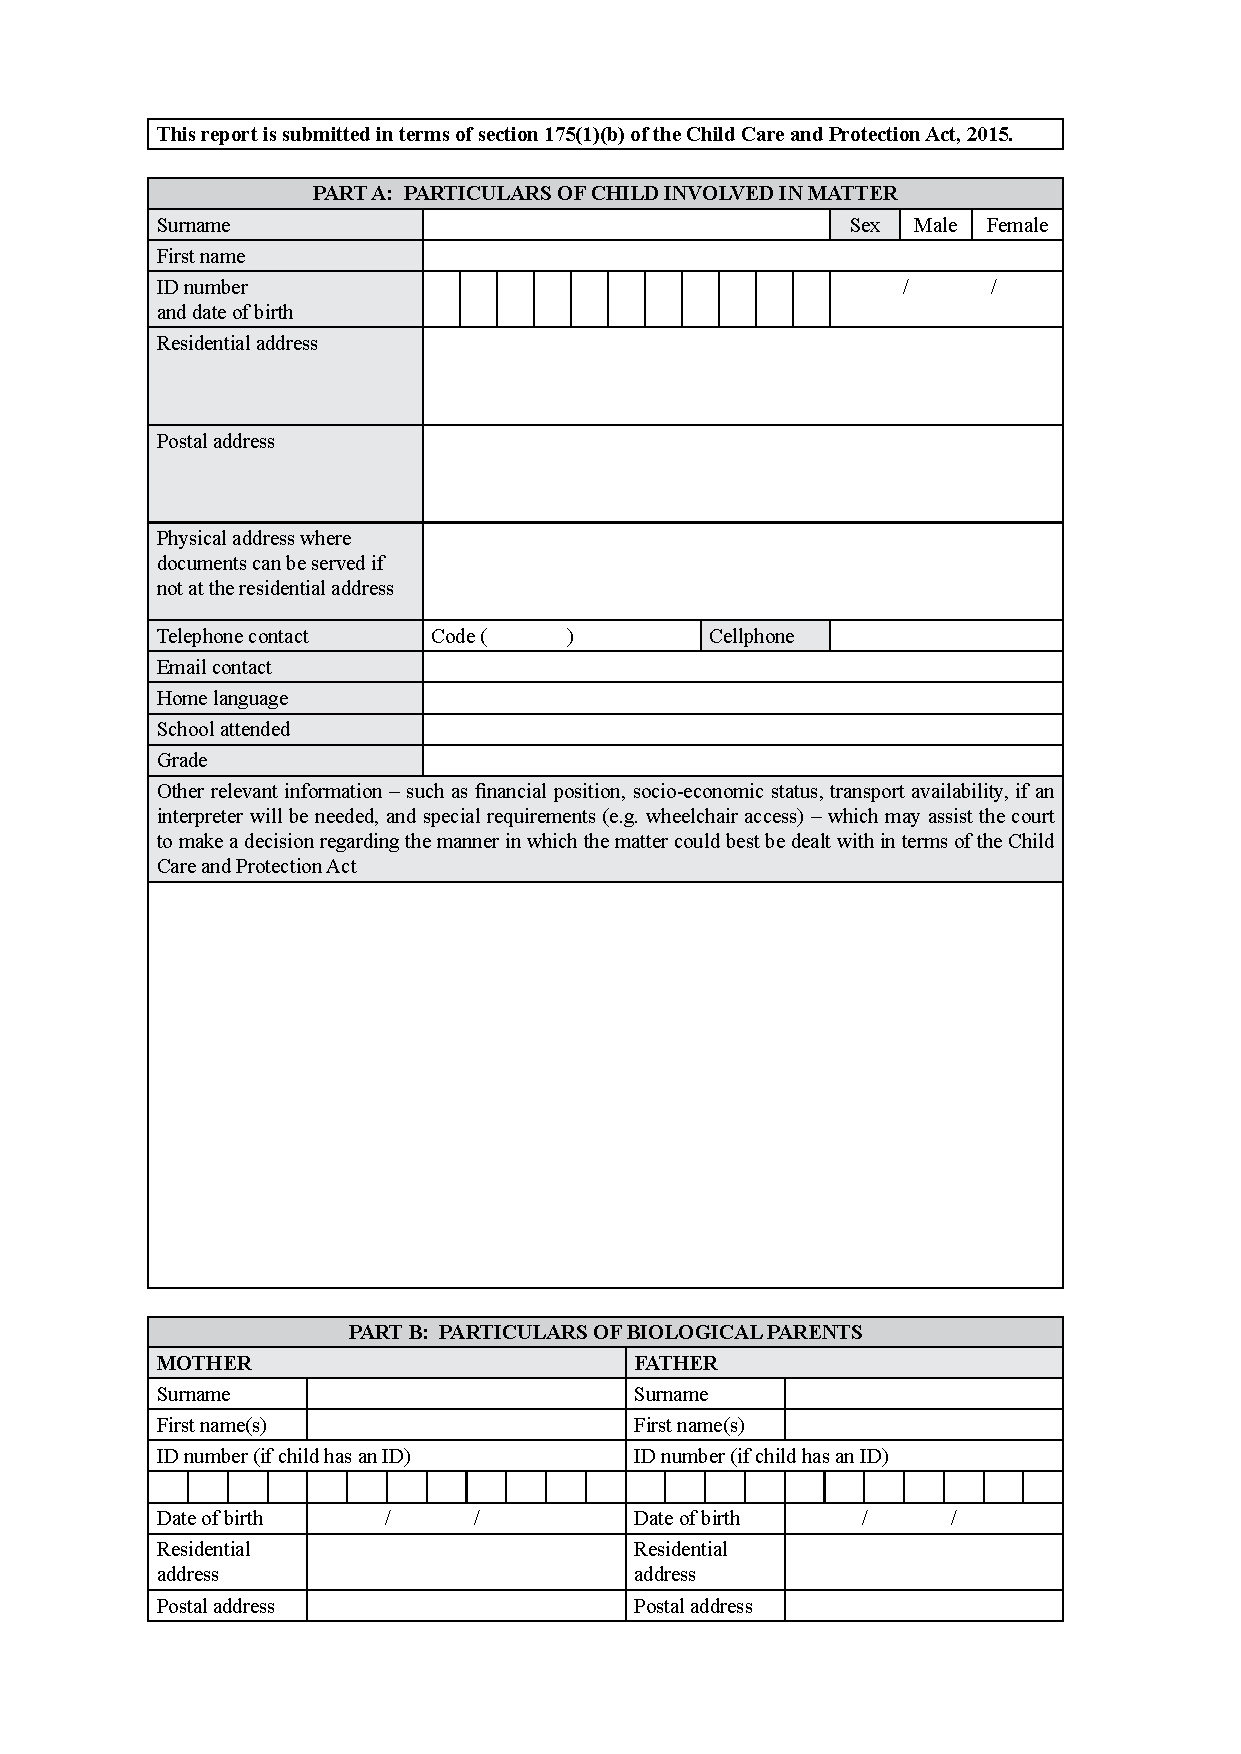 This report is submitted in terms of section 175(1)(b) of the Child Care and Protection Act, 2015.
PART A:  PARTICULARS OF CHILD INVOLVED IN MATTER
Surname Sex Male Female
First name
ID number
and date of birth / /
Residential address
Postal address
Physical address where
documents can be served if
not at the residential address
Telephone contact Code ( ) Cellphone
Email contact
Home language
School attended
Grade
Other relevant information – such as financial position, socio-economic status, transport availability, if an
interpreter will be needed, and special requirements (e.g. wheelchair access) – which may assist the court
to make a decision regarding the manner in which the matter could best be dealt with in terms of the Child
Care and Protection Act
PART B:  PARTICULARS OF BIOLOGICAL PARENTS
MOTHER FATHER
Surname Surname
First name(s) First name(s)
ID number (if child has an ID) ID number (if child has an ID)
Date of birth / / Date of birth / /
Residential Residential
address address
Postal address Postal address